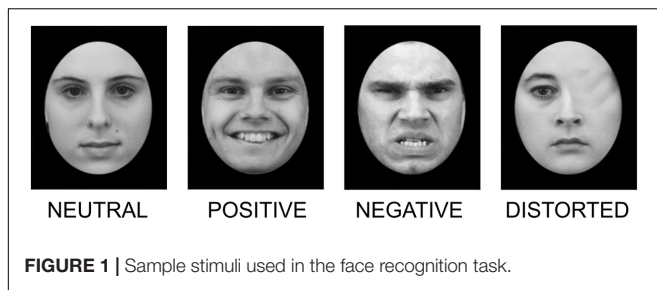 NEUTRAL POSITIVE NEGATIVE DISTORTED
FIGURE 1 | Sample stimuli used in the face recognition task.